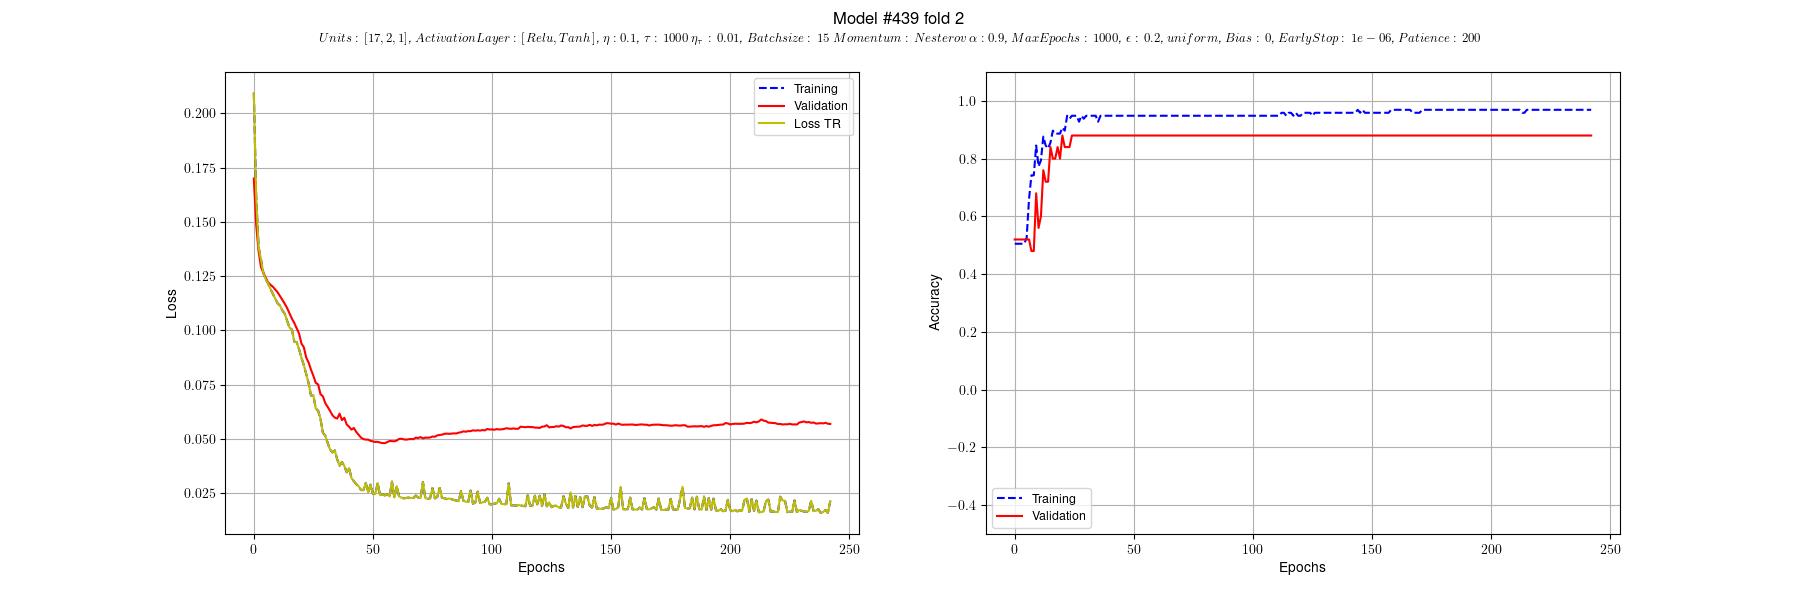 Model #439 fold 2
Units : [17, 2, 1], ActivationLayer : [Relu, Tanh], η : 0.1, τ : 1000 ητ : 0.01, Batchsize : 15 Momentum : Nesterov α : 0.9, MaxEpochs : 1000, ϵ : 0.2, uniform, Bias : 0, EarlyStop : 1e − 06, Patience : 200
Training
Validation
Loss TR
0.200
0.175
0.150
0.125
0.100
0.075
0.050
0.025
Loss
0 50 100 150 200 250
Epochs
1.0
0.8
0.6
0.4
0.2
0.0
−0.2
−0.4
Accuracy
Training
Validation
0 50 100 150 200 250
Epochs